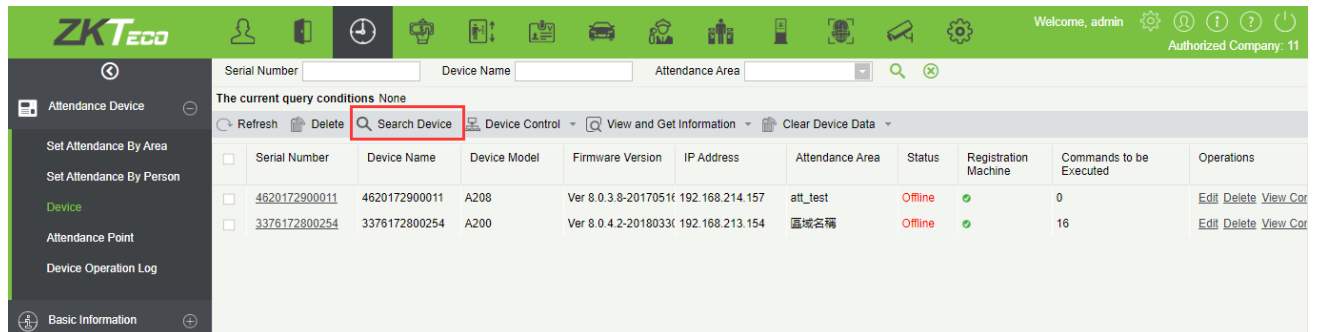 ZKTECO
Welcome, admin
Authorized Company: 11
Serial Number Device Name Attendance Area
Attendance Device
The current query conditions None
Refresh Delete Search Device Device Control View and Get Information Clear Device Data
Set Attendance By Area
Set Attendance By Person
Device
Attendance Point
Device Operation Log
Basic Information
Serial Number Device Name Device Model Firmware Version IP Address Attendance Area Status Registration Machine Commands to be Executed Operations
4620172900011 4620172900011 A208 Ver 8.0.3.8-2017051 192.168.214.157 att_test Offline 0 Edit Delete View Cor
3376172800254 3376172800254 A200 Ver 8.0.4.2-2018033 192.168.213.154 區域名稱 Offline 16 Edit Delete View Cor